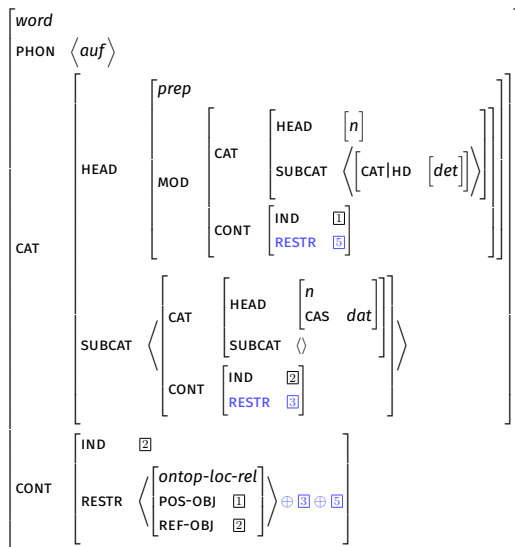 word
PHON ⟨auf⟩
prep
HEAD [n]
CAT
SUBCAT ⟨[CAT|HD [det]]⟩
HEAD
MOD
IND 1
CONT
RESTR 5
CAT
n
HEAD
CAS dat
CAT
SUBCAT ⟨⟩
SUBCAT
IND 2
CONT
RESTR 3
IND 2
ontop-loc-rel
CONT
RESTR ⟨ POS-OBJ 1 ⟩ ⊕ 3 ⊕ 5
REF-OBJ 2